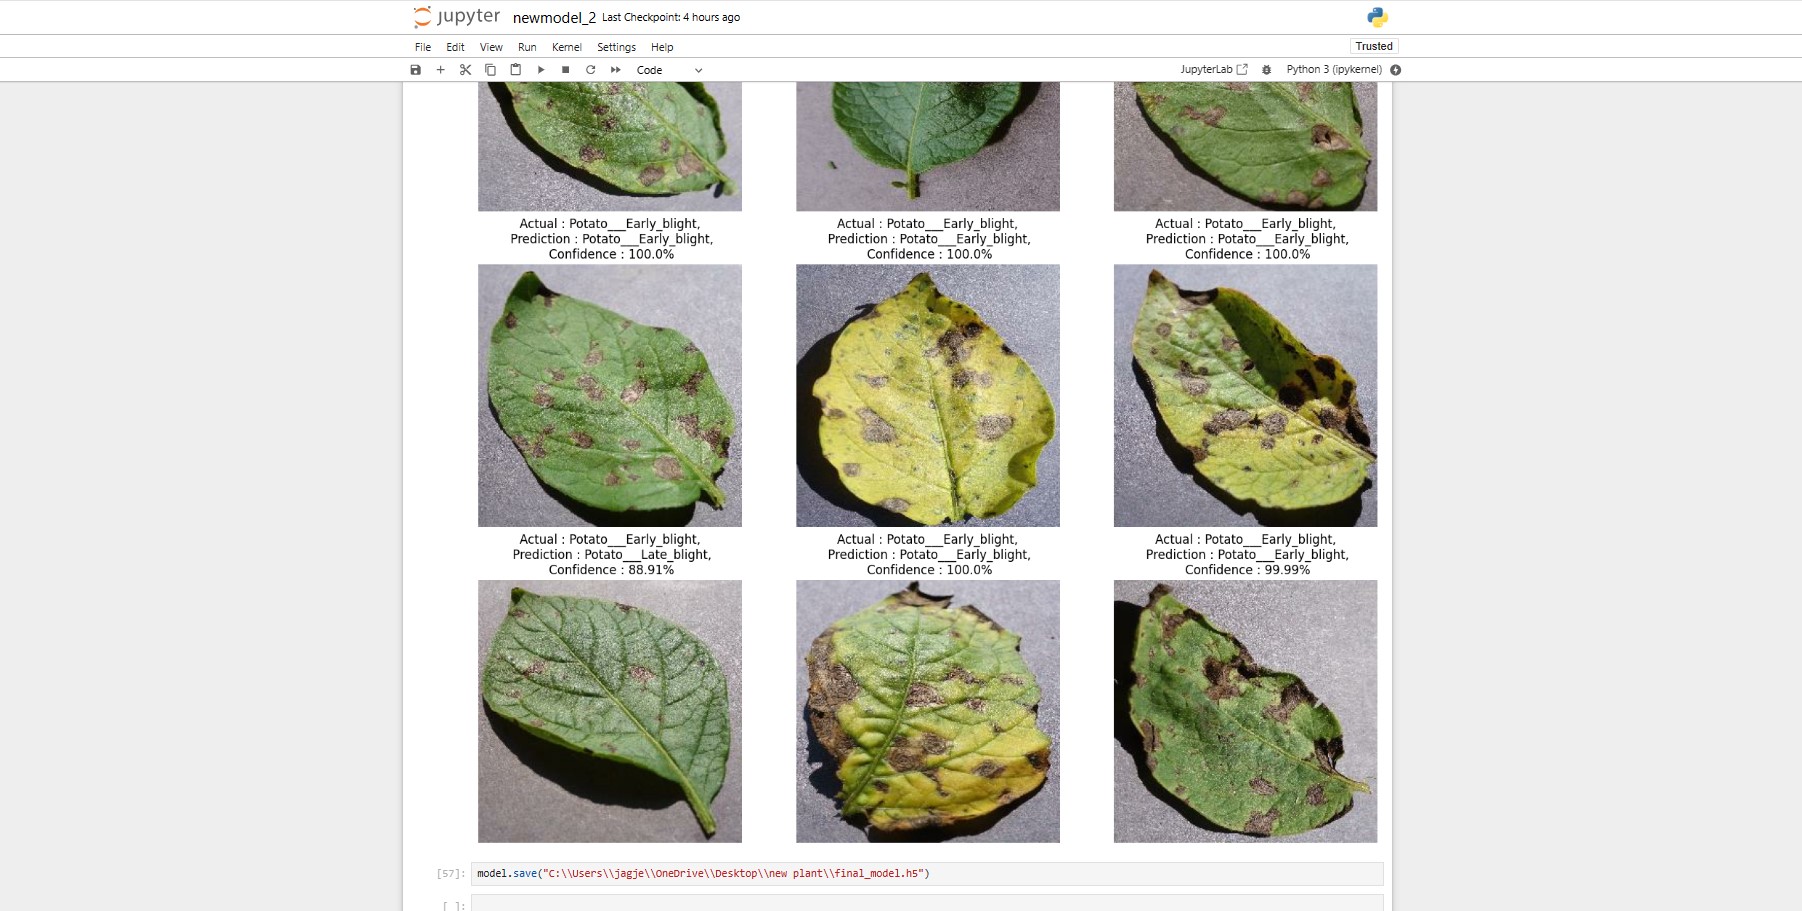 jupyter newmodel_2 Last Checkpoint: 4 hours ago
File Edit View Run Kernel Settings Help Trusted
Code JupyterLab Python 3 (ipykernel)
Actual : Potato___Early_blight,
Prediction : Potato___Early_blight,
Confidence : 100.0%
Actual : Potato___Early_blight,
Prediction : Potato___Early_blight,
Confidence : 100.0%
Actual : Potato___Early_blight,
Prediction : Potato___Early_blight,
Confidence : 100.0%
Actual : Potato___Early_blight,
Prediction : Potato___Late_blight,
Confidence : 88.91%
Actual : Potato___Early_blight,
Prediction : Potato___Early_blight,
Confidence : 100.0%
Actual : Potato___Early_blight,
Prediction : Potato___Early_blight,
Confidence : 99.99%
[57]: model.save("C:\\Users\\jagje\\OneDrive\\Desktop\\new plant\\final_model.h5")
[ ]: